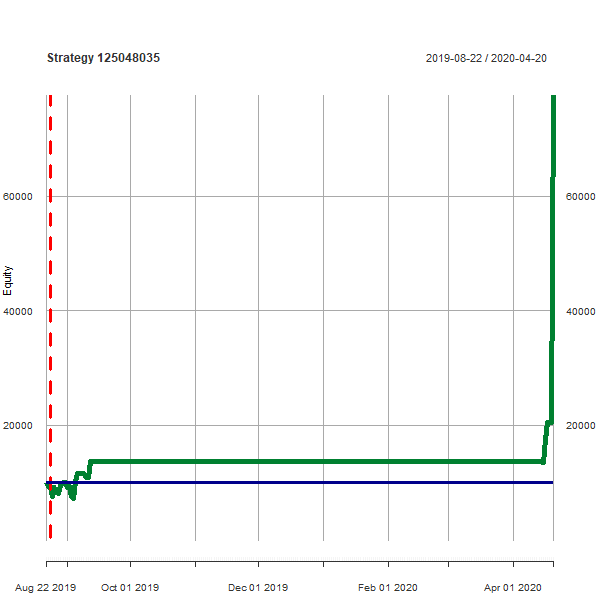 Strategy 125048035
2019-08-22 / 2020-04-20
60000
60000
Equity
40000
40000
20000
20000
Aug 22 2019
Oct 01 2019
Dec 01 2019
Feb 01 2020
Apr 01 2020